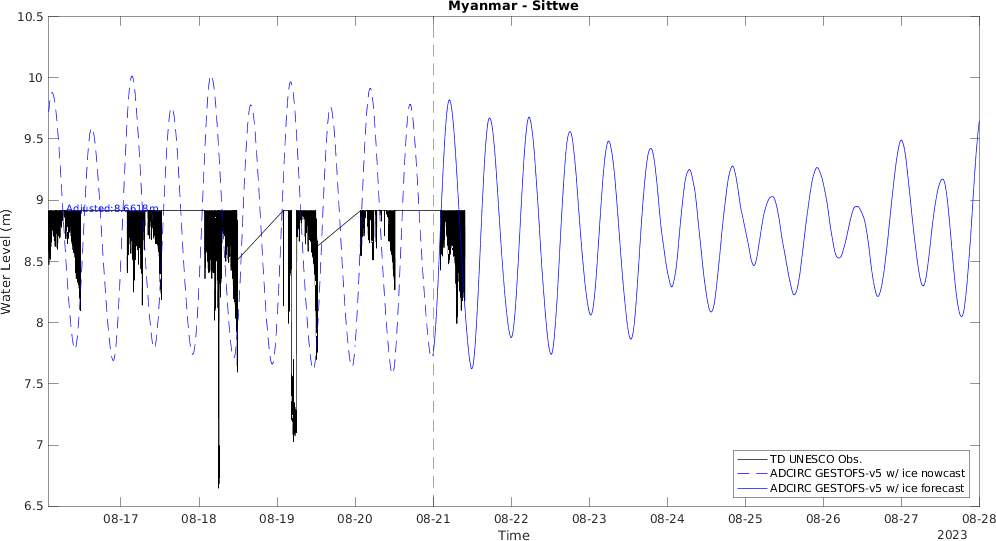 Myanmar - Sittwe
10.5
10
9.5
9
8.5
8
7.5
7
6.5
Water Level (m)
Adjusted:8.6618m
TD UNESCO Obs.
ADCIRC GESTOFS-v5 w/ ice nowcast
ADCIRC GESTOFS-v5 w/ ice forecast
08-17 08-18 08-19 08-20 08-21 08-22 08-23 08-24 08-25 08-26 08-27 08-28
Time
2023